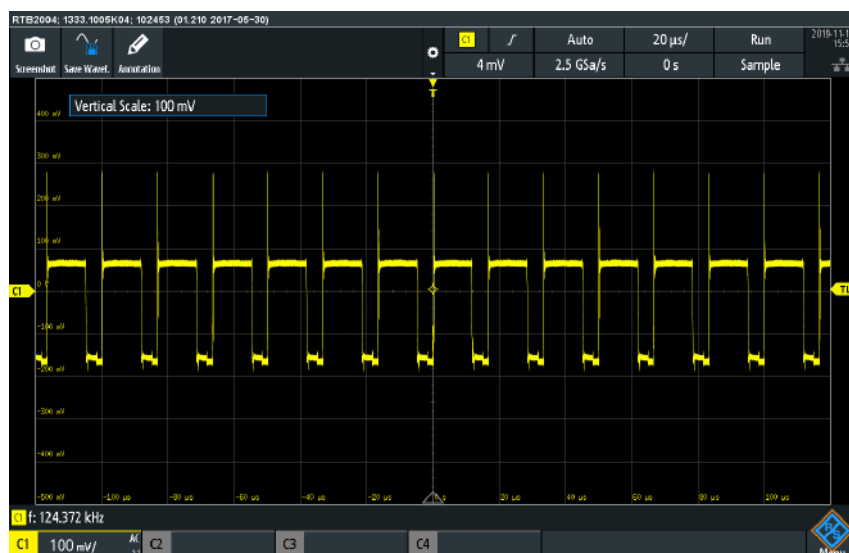 RTB2004; 1333.1005K04; 102453 (01.210 2017-05-30)
C1 Auto 20 µs/ Run
4 mV 2.5 GSa/s 0 s Sample
Screenshot Save Wavef. Annotation
T
Vertical Scale: 100 mV
400 mV
300 mV
200 mV
100 mV
C1
-100 mV
-200 mV
-300 mV
-400 mV
-500 mV -100 µs -80 µs -60 µs -40 µs -20 µs 20 µs 40 µs 60 µs 80 µs 100 µs
C1 f: 124.372 kHz
C1 100 mV/ AC C2 C3 C4
Menu